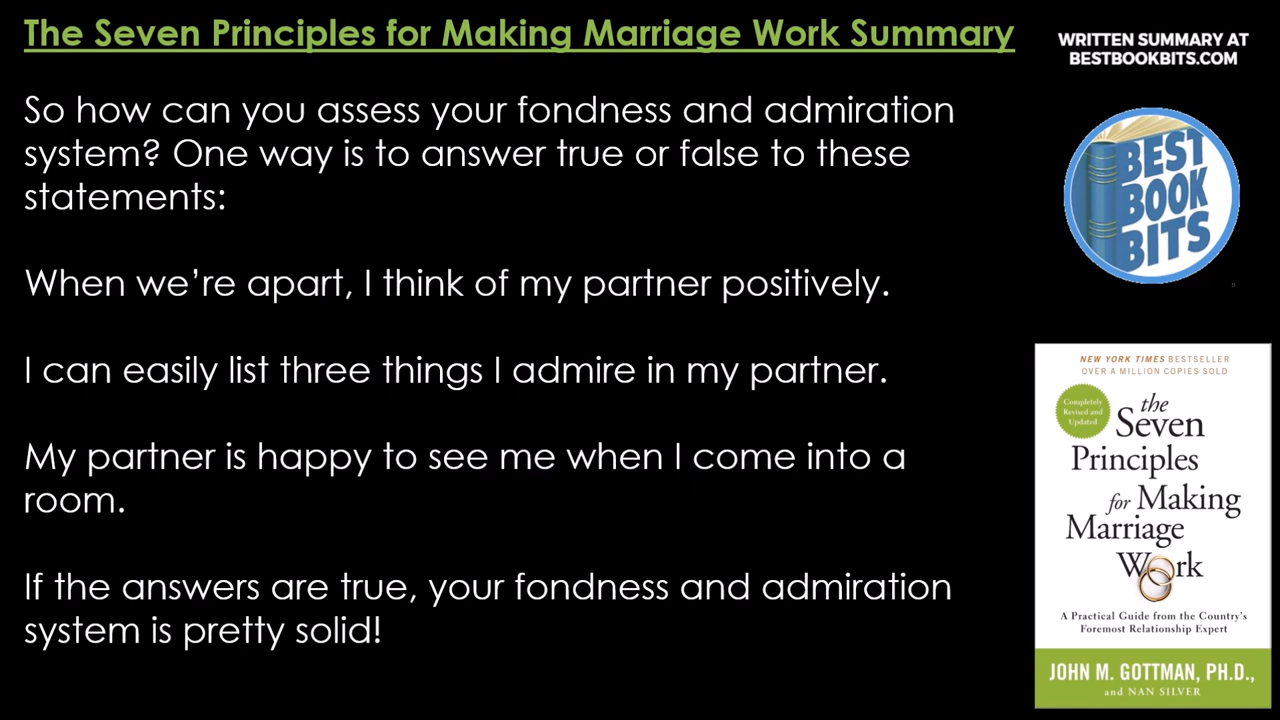 The Seven Principles for Making Marriage Work Summary
So how can you assess your fondness and admiration
system? One way is to answer true or false to these
statements:
When we’re apart, I think of my partner positively.
I can easily list three things I admire in my partner.
My partner is happy to see me when I come into a
room.
If the answers are true, your fondness and admiration
system is pretty solid!
WRITTEN SUMMARY AT
BESTBOOKBITS.COM
BEST
BOOK
BITS
NEW YORK TIMES BESTSELLER
OVER A MILLION COPIES SOLD
Completely
Revised and
Updated
the
Seven
Principles
for Making
Marriage
Work
A Practical Guide from the Country's
Foremost Relationship Expert
JOHN M. GOTTMAN, PH.D.,
and NAN SILVER